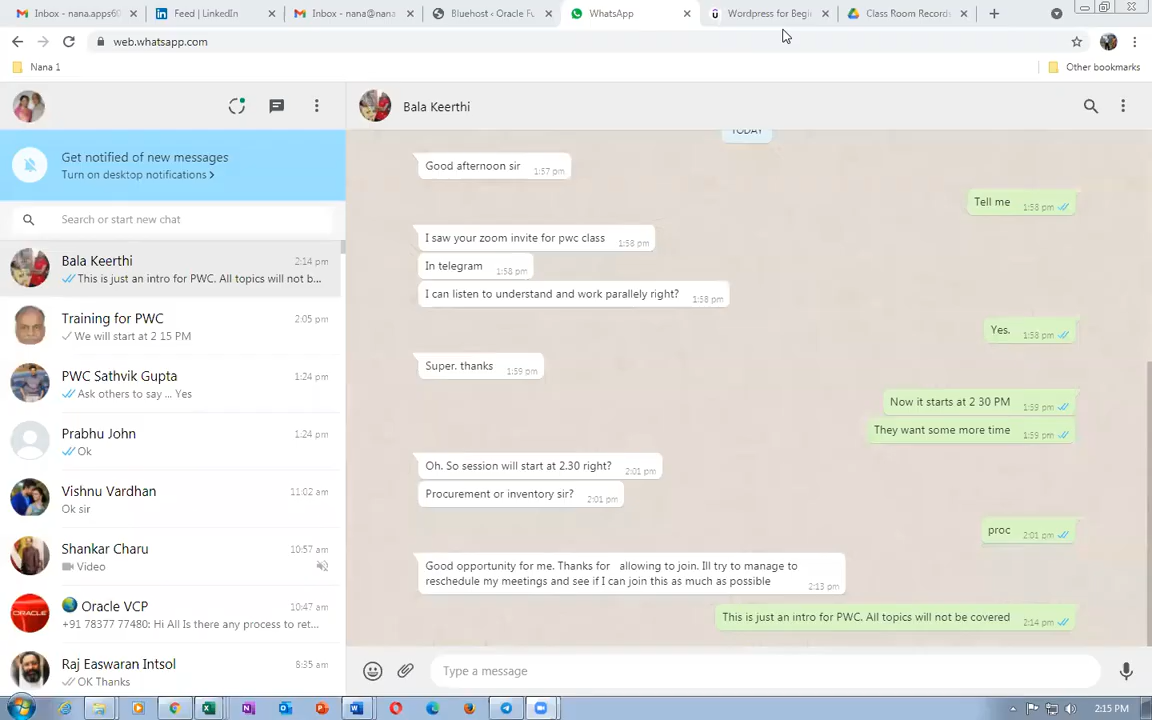 Inbox - nana.apps60
Feed | LinkedIn
Inbox - nana@nana
Bluehost ‹ Oracle Fu
WhatsApp
Wordpress for Begi
Class Room Records
web.whatsapp.com
Nana 1
Other bookmarks
Bala Keerthi
Get notified of new messages
Turn on desktop notifications >
Search or start new chat
Bala Keerthi 2:14 pm
This is just an intro for PWC. All topics will not b...
Training for PWC 2:05 pm
We will start at 2 15 PM
PWC Sathvik Gupta 1:24 pm
Ask others to say ... Yes
Prabhu John 1:24 pm
Ok
Vishnu Vardhan 11:02 am
Ok sir
Shankar Charu 10:57 am
Video
Oracle VCP 10:47 am
+91 78377 77480: Hi All Is there any process to ret...
Raj Easwaran Intsol 8:35 am
OK Thanks
TODAY
Good afternoon sir 1:57 pm
Tell me 1:58 pm
I saw your zoom invite for pwc class 1:58 pm
In telegram 1:58 pm
I can listen to understand and work parallely right? 1:58 pm
Yes. 1:58 pm
Super. thanks 1:59 pm
Now it starts at 2 30 PM 1:59 pm
They want some more time 1:59 pm
Oh. So session will start at 2.30 right? 2:01 pm
Procurement or inventory sir? 2:01 pm
proc 2:01 pm
Good opportunity for me. Thanks for allowing to join. Ill try to manage to
reschedule my meetings and see if I can join this as much as possible 2:13 pm
This is just an intro for PWC. All topics will not be covered 2:14 pm
Type a message
ORACLE
2:15 PM